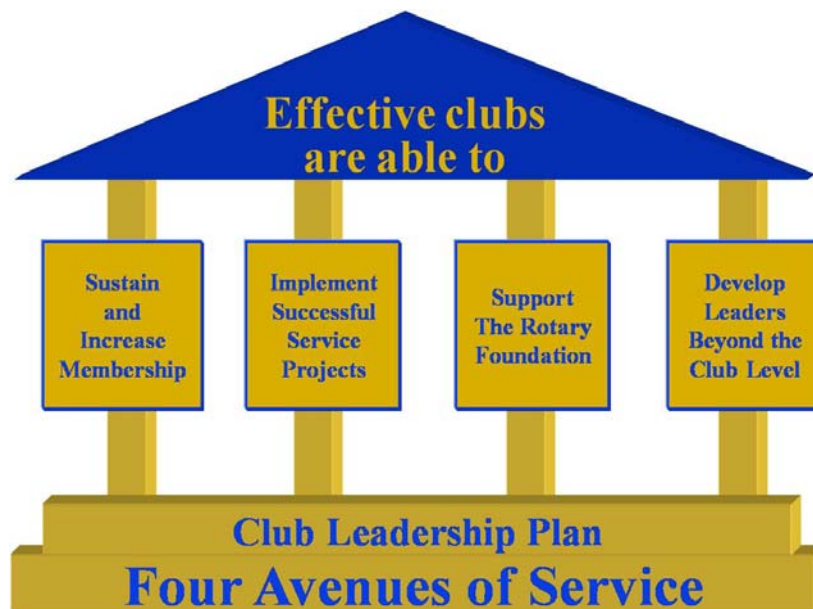 Effective clubs
are able to
Sustain
and
Increase
Membership
Implement
Successful
Service
Projects
Support
The Rotary
Foundation
Develop
Leaders
Beyond the
Club Level
Club Leadership Plan
Four Avenues of Service